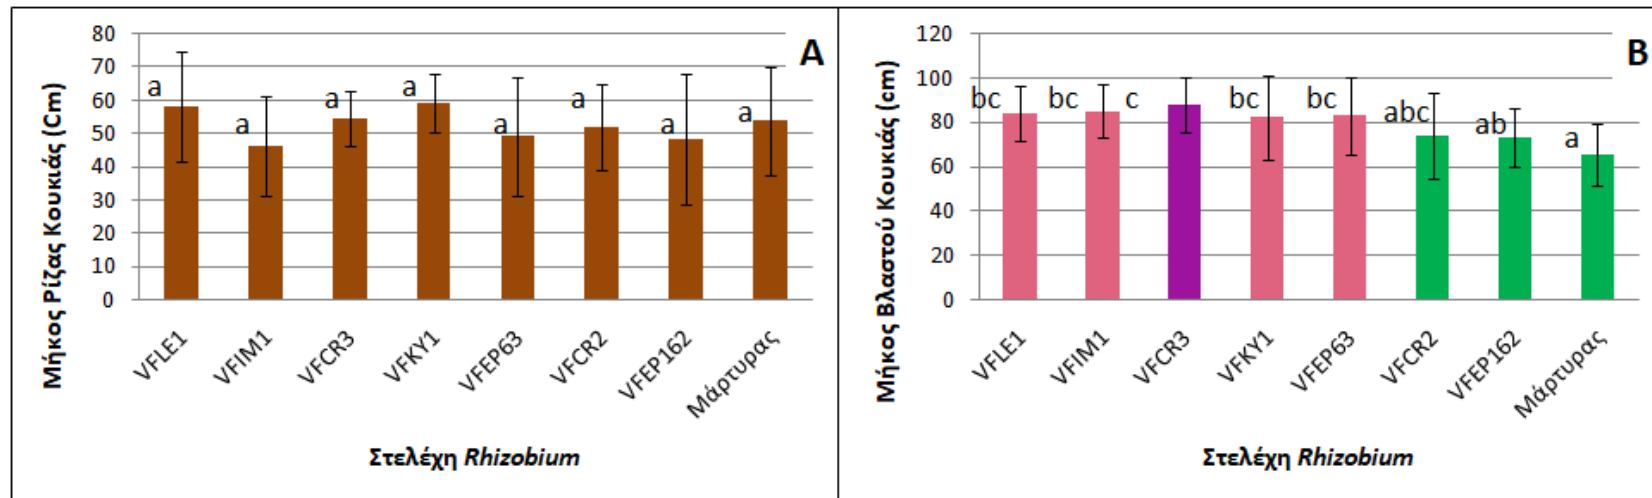 A
Μήκος Ρίζας Κουκιάς (Cm)
80
70
60
50
40
30
20
10
0
a
a
a
a
a
a
a
a
VFLE1
VFIM1
VFCR3
VFKY1
VFEP63
VFCR2
VFEP162
Μάρτυρας
Στελέχη Rhizobium
B
Μήκος Βλαστού Κουκιάς (cm)
120
100
80
60
40
20
0
bc
bc
c
bc
bc
abc
ab
a
VFLE1
VFIM1
VFCR3
VFKY1
VFEP63
VFCR2
VFEP162
Μάρτυρας
Στελέχη Rhizobium